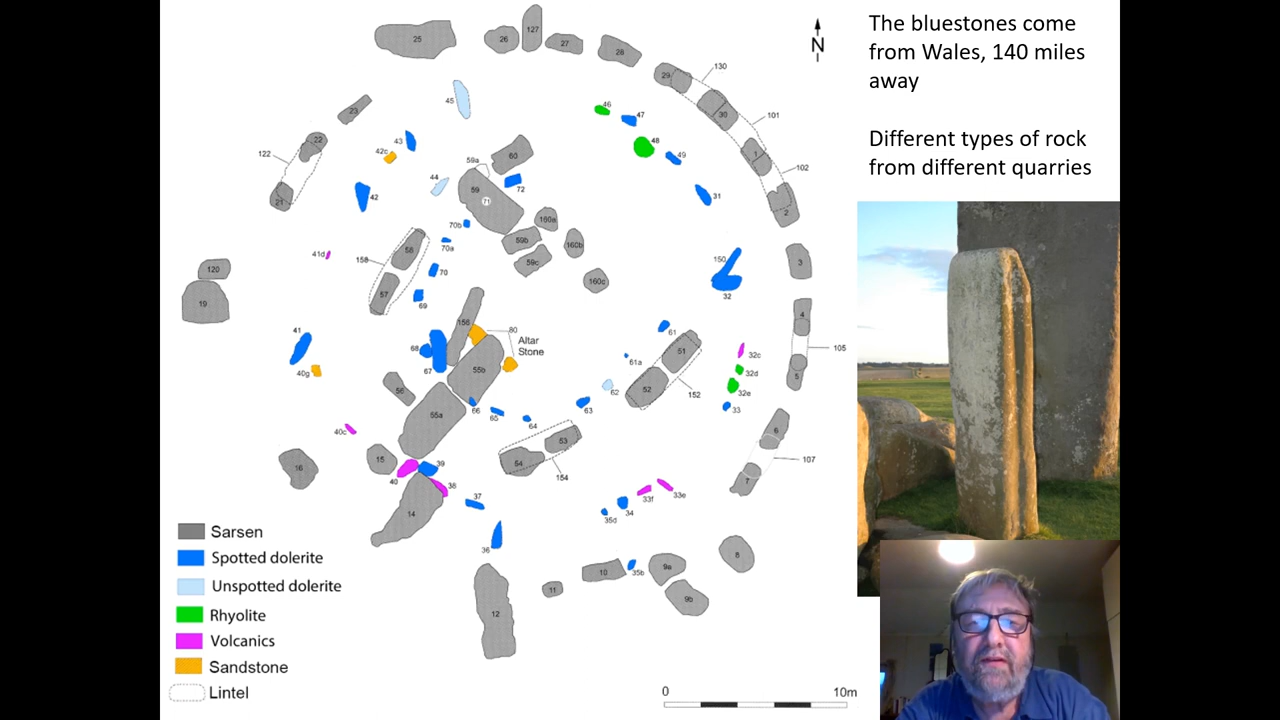 The bluestones come
from Wales, 140 miles
away
Different types of rock
from different quarries
N
25
26
127
27
28
29
130
30
101
1
102
2
3
4
105
5
6
107
7
8
9a
9b
10
35b
11
12
36
37
14
38
39
40
15
16
40c
40g
41
19
120
41d
21
122
22
23
42c
43
42
45
44
46
47
48
49
31
150
32
59a
60
59
71
72
70b
70a
70
69
160a
59b
160b
59c
160c
158
58
57
156
80
Altar
Stone
68
67
55b
56
55a
66
65
64
63
62
61a
61
51
52
152
53
54
154
32c
32d
32e
33
33e
33f
34
35d
Sarsen
Spotted dolerite
Unspotted dolerite
Rhyolite
Volcanics
Sandstone
Lintel
0
10m